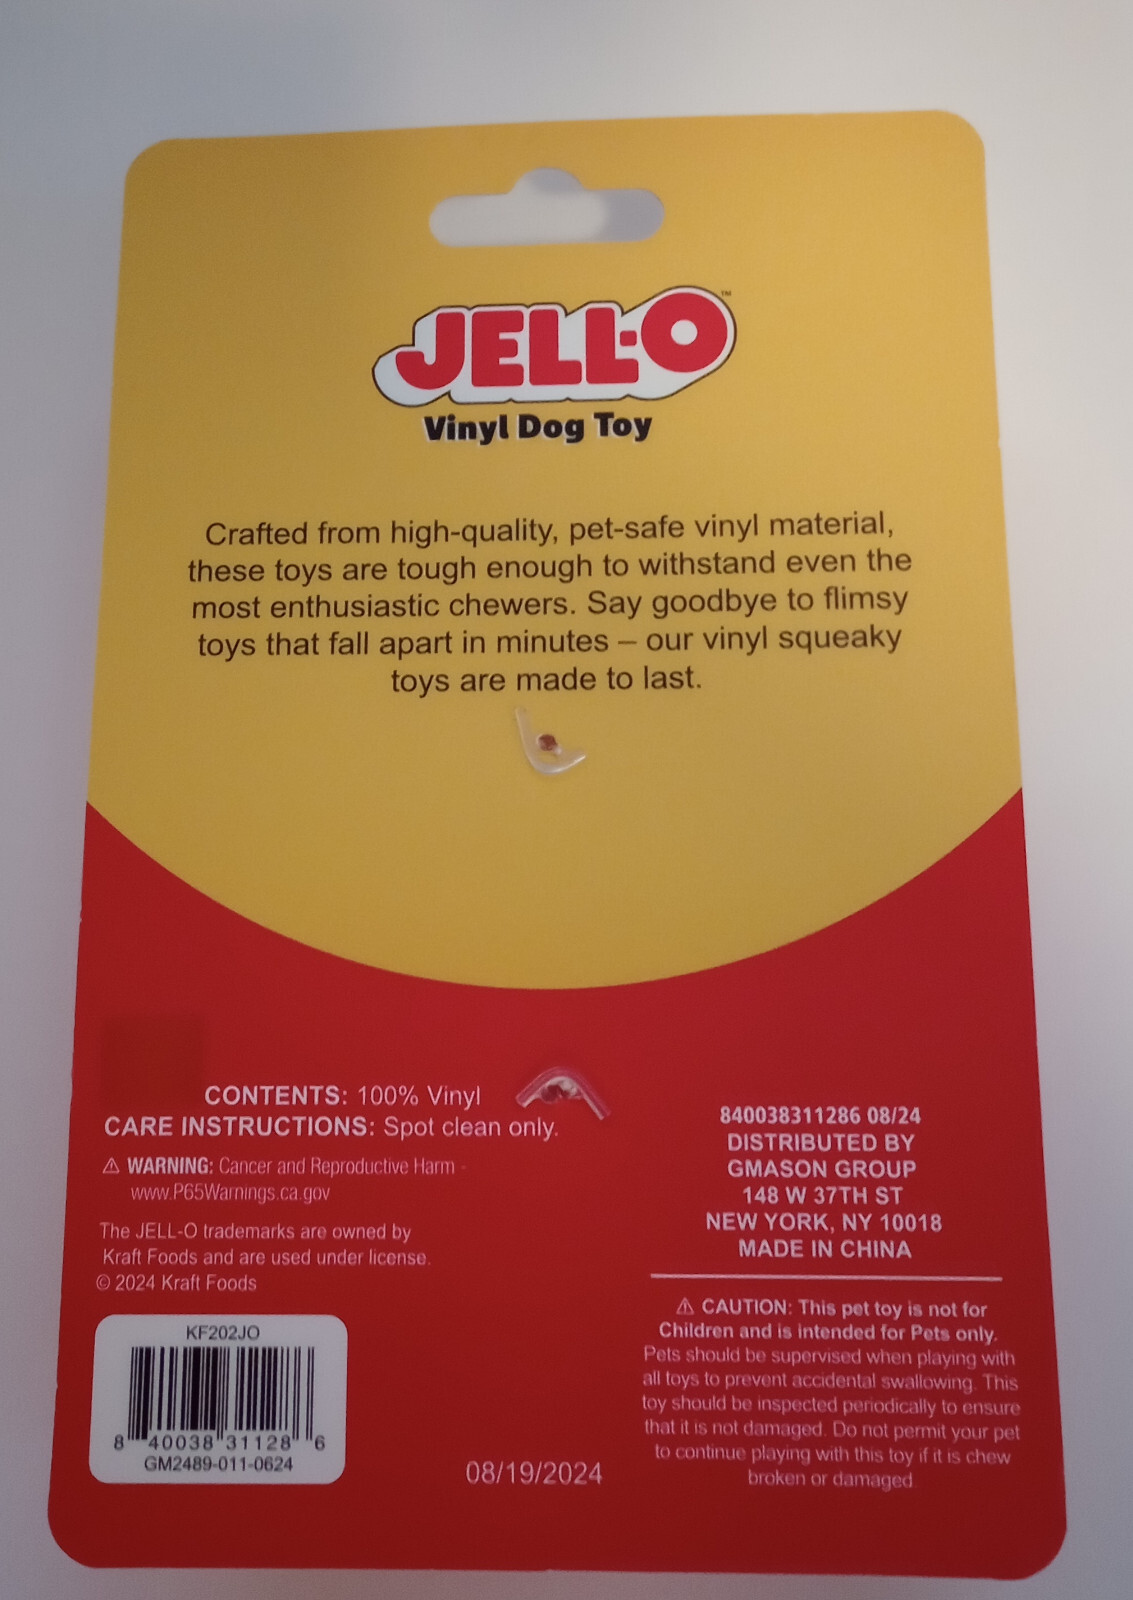 JELL-O™
Vinyl Dog Toy
Crafted from high-quality, pet-safe vinyl material,
these toys are tough enough to withstand even the
most enthusiastic chewers. Say goodbye to flimsy
toys that fall apart in minutes – our vinyl squeaky
toys are made to last.
CONTENTS: 100% Vinyl
CARE INSTRUCTIONS: Spot clean only.
⚠ WARNING: Cancer and Reproductive Harm -
www.P65Warnings.ca.gov
The JELL-O trademarks are owned by
Kraft Foods and are used under license.
© 2024 Kraft Foods
KF202JO
8 40038 31128 6
GM2489-011-0624
08/19/2024
840038311286 08/24
DISTRIBUTED BY
GMASON GROUP
148 W 37TH ST
NEW YORK, NY 10018
MADE IN CHINA
⚠ CAUTION: This pet toy is not for
Children and is intended for Pets only.
Pets should be supervised when playing with
all toys to prevent accidental swallowing. This
toy should be inspected periodically to ensure
that it is not damaged. Do not permit your pet
to continue playing with this toy if it is chew
broken or damaged.